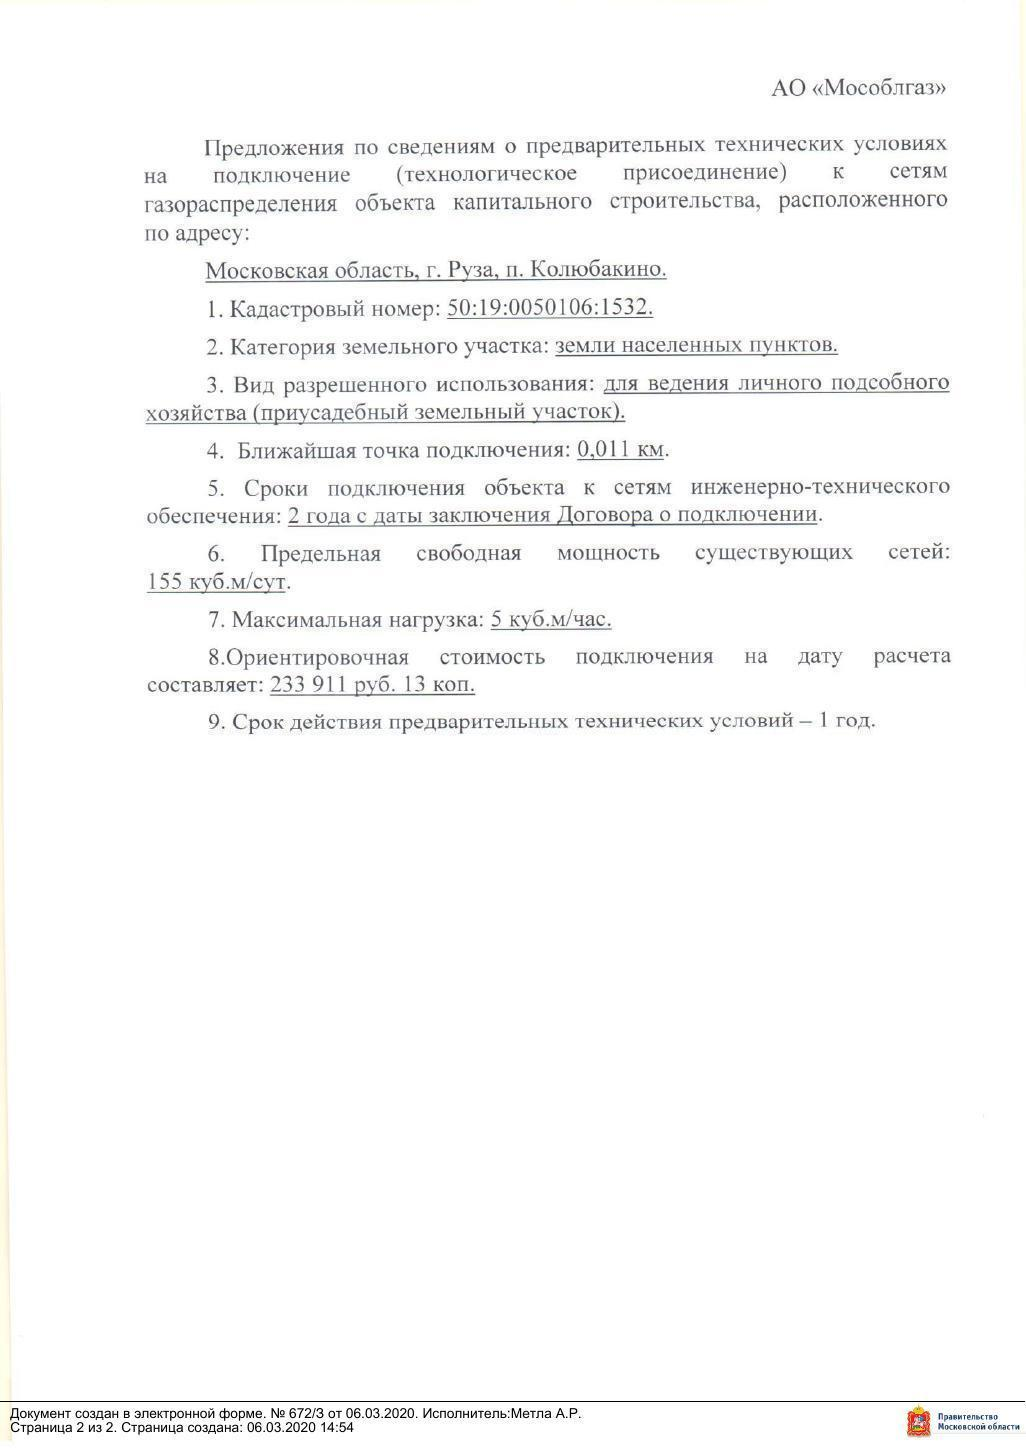 АО «Мособлгаз»
Предложения по сведениям о предварительных технических условиях
на подключение (технологическое присоединение) к сетям
газораспределения объекта капитального строительства, расположенного
по адресу:
Московская область, г. Руза, п. Колюбакино.
1. Кадастровый номер: 50:19:0050106:1532.
2. Категория земельного участка: земли населенных пунктов.
3. Вид разрешенного использования: для ведения личного подсобного
хозяйства (приусадебный земельный участок).
4. Ближайшая точка подключения: 0,011 км.
5. Сроки подключения объекта к сетям инженерно-технического
обеспечения: 2 года с даты заключения Договора о подключении.
6. Предельная свободная мощность существующих сетей:
155 куб.м/сут.
7. Максимальная нагрузка: 5 куб.м/час.
8.Ориентировочная стоимость подключения на дату расчета
составляет: 233 911 руб. 13 коп.
9. Срок действия предварительных технических условий – 1 год.
Документ создан в электронной форме. № 672/3 от 06.03.2020. Исполнитель:Метла А.Р.
Страница 2 из 2. Страница создана: 06.03.2020 14:54
Правительство
Московской области